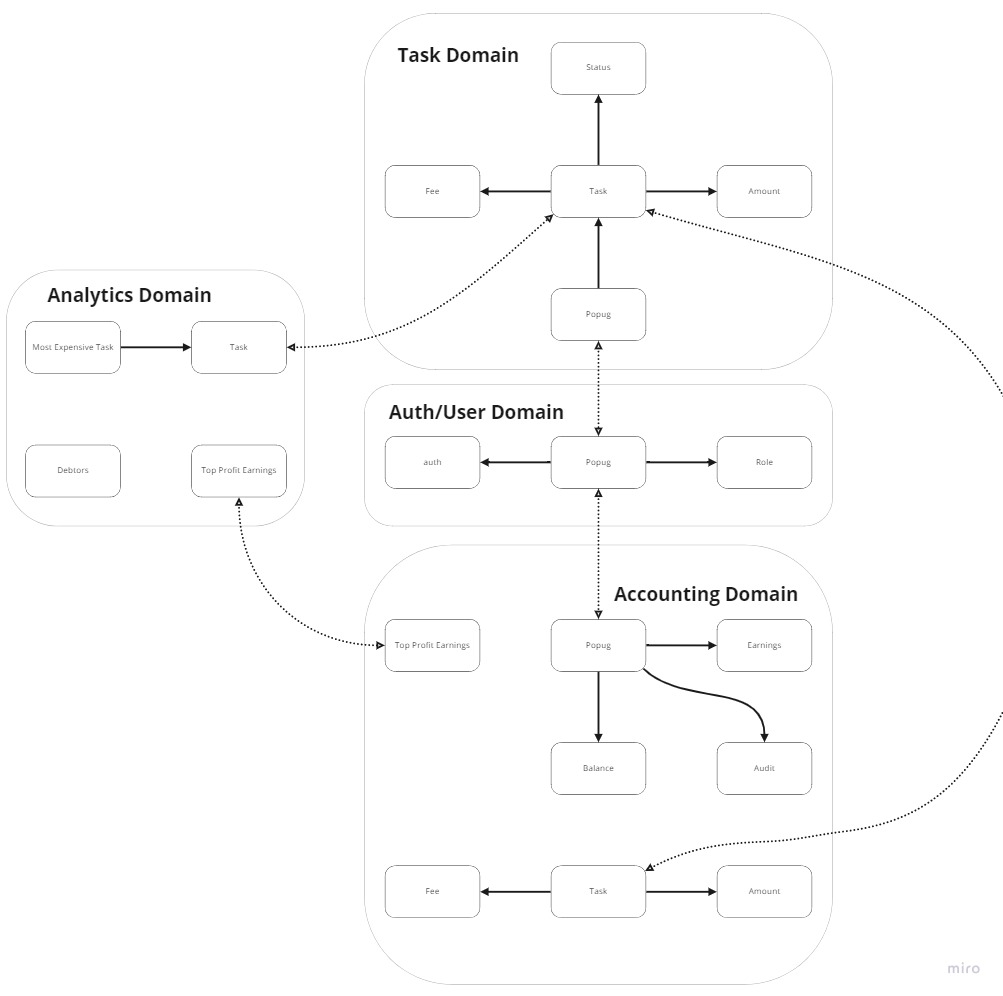 Task Domain
Status
Fee
Task
Amount
Popug
Analytics Domain
Most Expensive Task
Task
Debtors
Top Profit Earnings
Auth/User Domain
auth
Popug
Role
Accounting Domain
Top Profit Earnings
Popug
Earnings
Balance
Audit
Fee
Task
Amount
miro